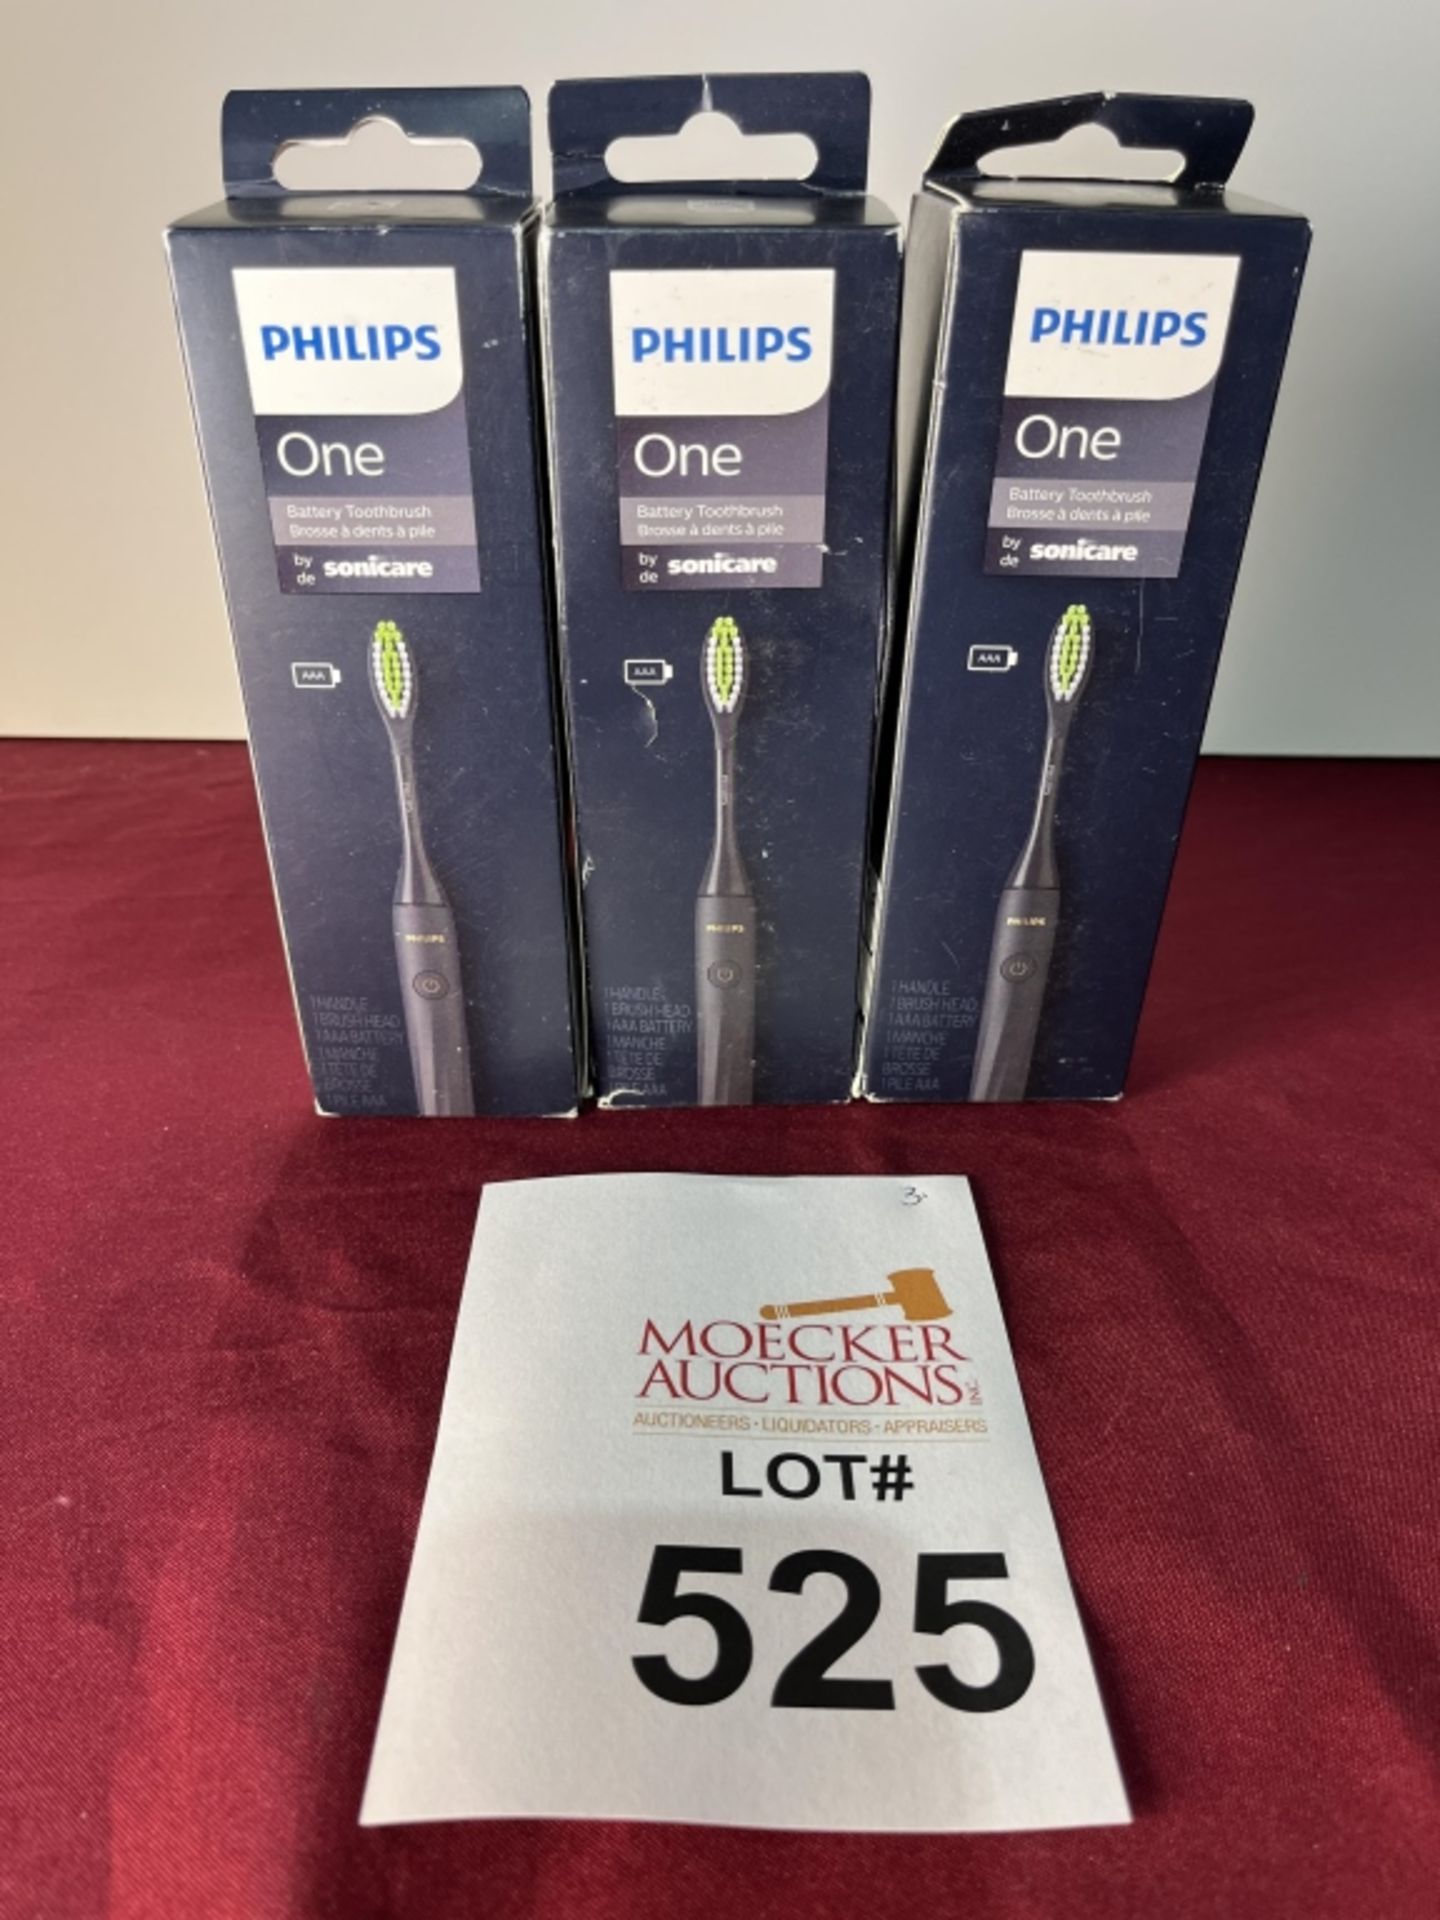 PHILIPS
One
Battery Toothbrush
Brosse à dents à pile
by
de sonicare
AAA
PHILIPS
1 HANDLE
1 BRUSH HEAD
1 AAA BATTERY
1 MANCHE
1 TÊTE DE
BROSSE
1 PILE AAA
PHILIPS
One
Battery Toothbrush
Brosse à dents à pile
by
de sonicare
AAA
PHILIPS
1 HANDLE
1 BRUSH HEAD
1 AAA BATTERY
1 MANCHE
1 TÊTE DE
BROSSE
1 PILE AAA
PHILIPS
One
Battery Toothbrush
Brosse à dents à pile
by
de sonicare
AAA
PHILIPS
1 HANDLE
1 BRUSH HEAD
1 AAA BATTERY
1 MANCHE
1 TÊTE DE
BROSSE
1 PILE AAA
3
MOECKER
AUCTIONS INC.
AUCTIONEERS · LIQUIDATORS · APPRAISERS
LOT#
525